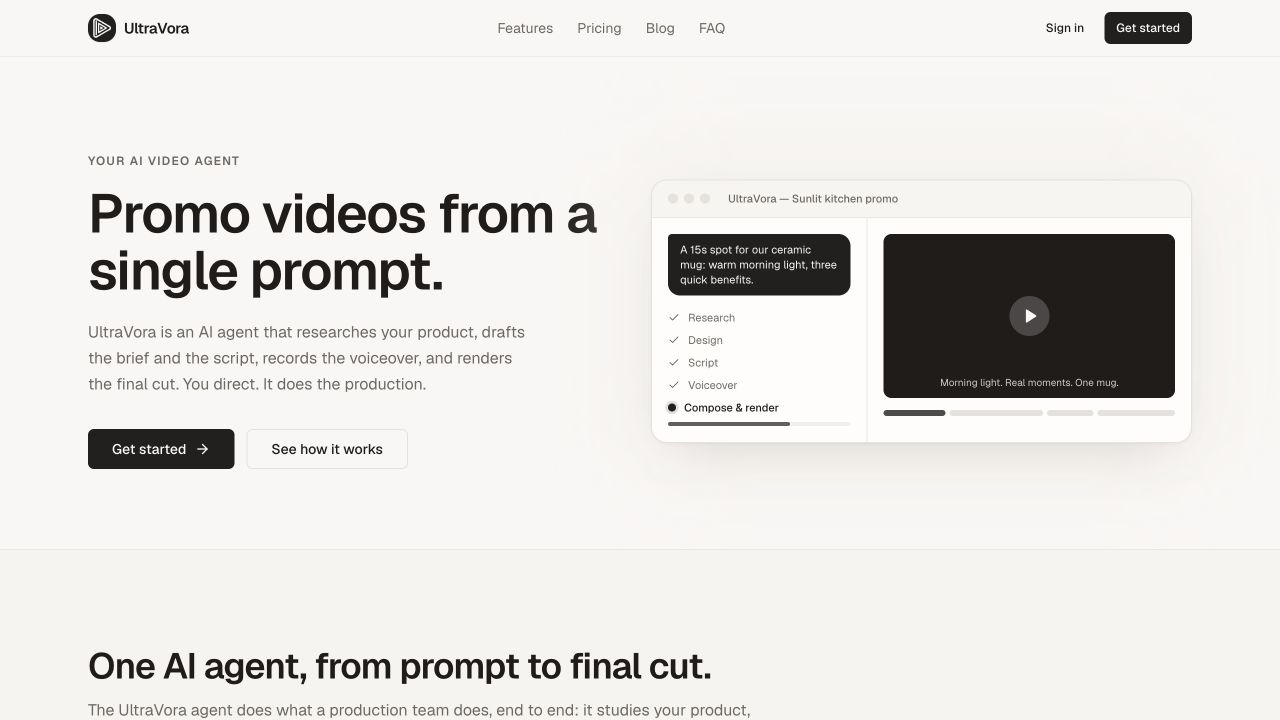 UltraVora
Features
Pricing
Blog
FAQ
Sign in
Get started
YOUR AI VIDEO AGENT
Promo videos from a
single prompt.
UltraVora is an AI agent that researches your product, drafts
the brief and the script, records the voiceover, and renders
the final cut. You direct. It does the production.
Get started
See how it works
UltraVora — Sunlit kitchen promo
A 15s spot for our ceramic
mug: warm morning light, three
quick benefits.
Research
Design
Script
Voiceover
Compose & render
Morning light. Real moments. One mug.
One AI agent, from prompt to final cut.
The UltraVora agent does what a production team does, end to end: it studies your product,